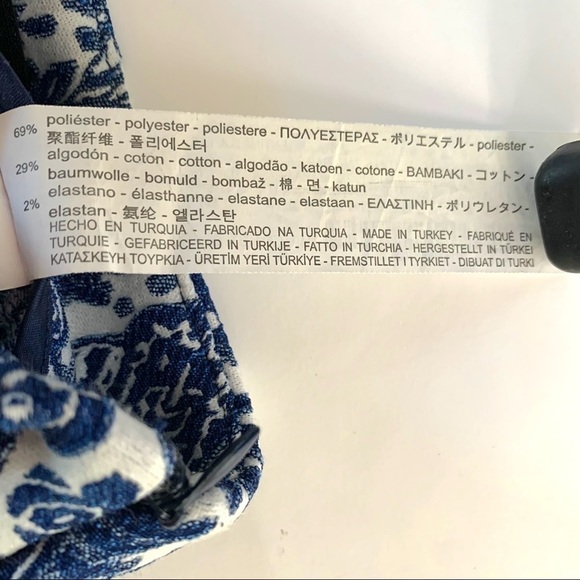 69% poliéster - polyester - poliestere - ΠΟΛΥΕΣΤΕΡΑΣ - ポリエステル - poliester -
聚酯纤维 - 폴리에스터
29% algodón - coton - cotton - algodão - katoen - cotone - BAMBAKI - コットン -
baumwolle - bomuld - bombaž - 棉 - 면 - katun
2% elastano - élasthanne - elastane - elastaan - ΕΛΑΣΤΙΝΗ - ポリウレタン -
elastan - 氨纶 - 엘라스탄
HECHO EN TURQUIA - FABRICADO NA TURQUIA - MADE IN TURKEY - FABRIQUÉ EN
TURQUIE - GEFABRICEERD IN TURKIJE - FATTO IN TURCHIA - HERGESTELLT IN TÜRKEI
ΚΑΤΑΣΚΕΥΗ ΤΟΥΡΚΙΑ - ÜRETİM YERİ TÜRKİYE - FREMSTILLET I TYRKIET - DIBUAT DI TURKI